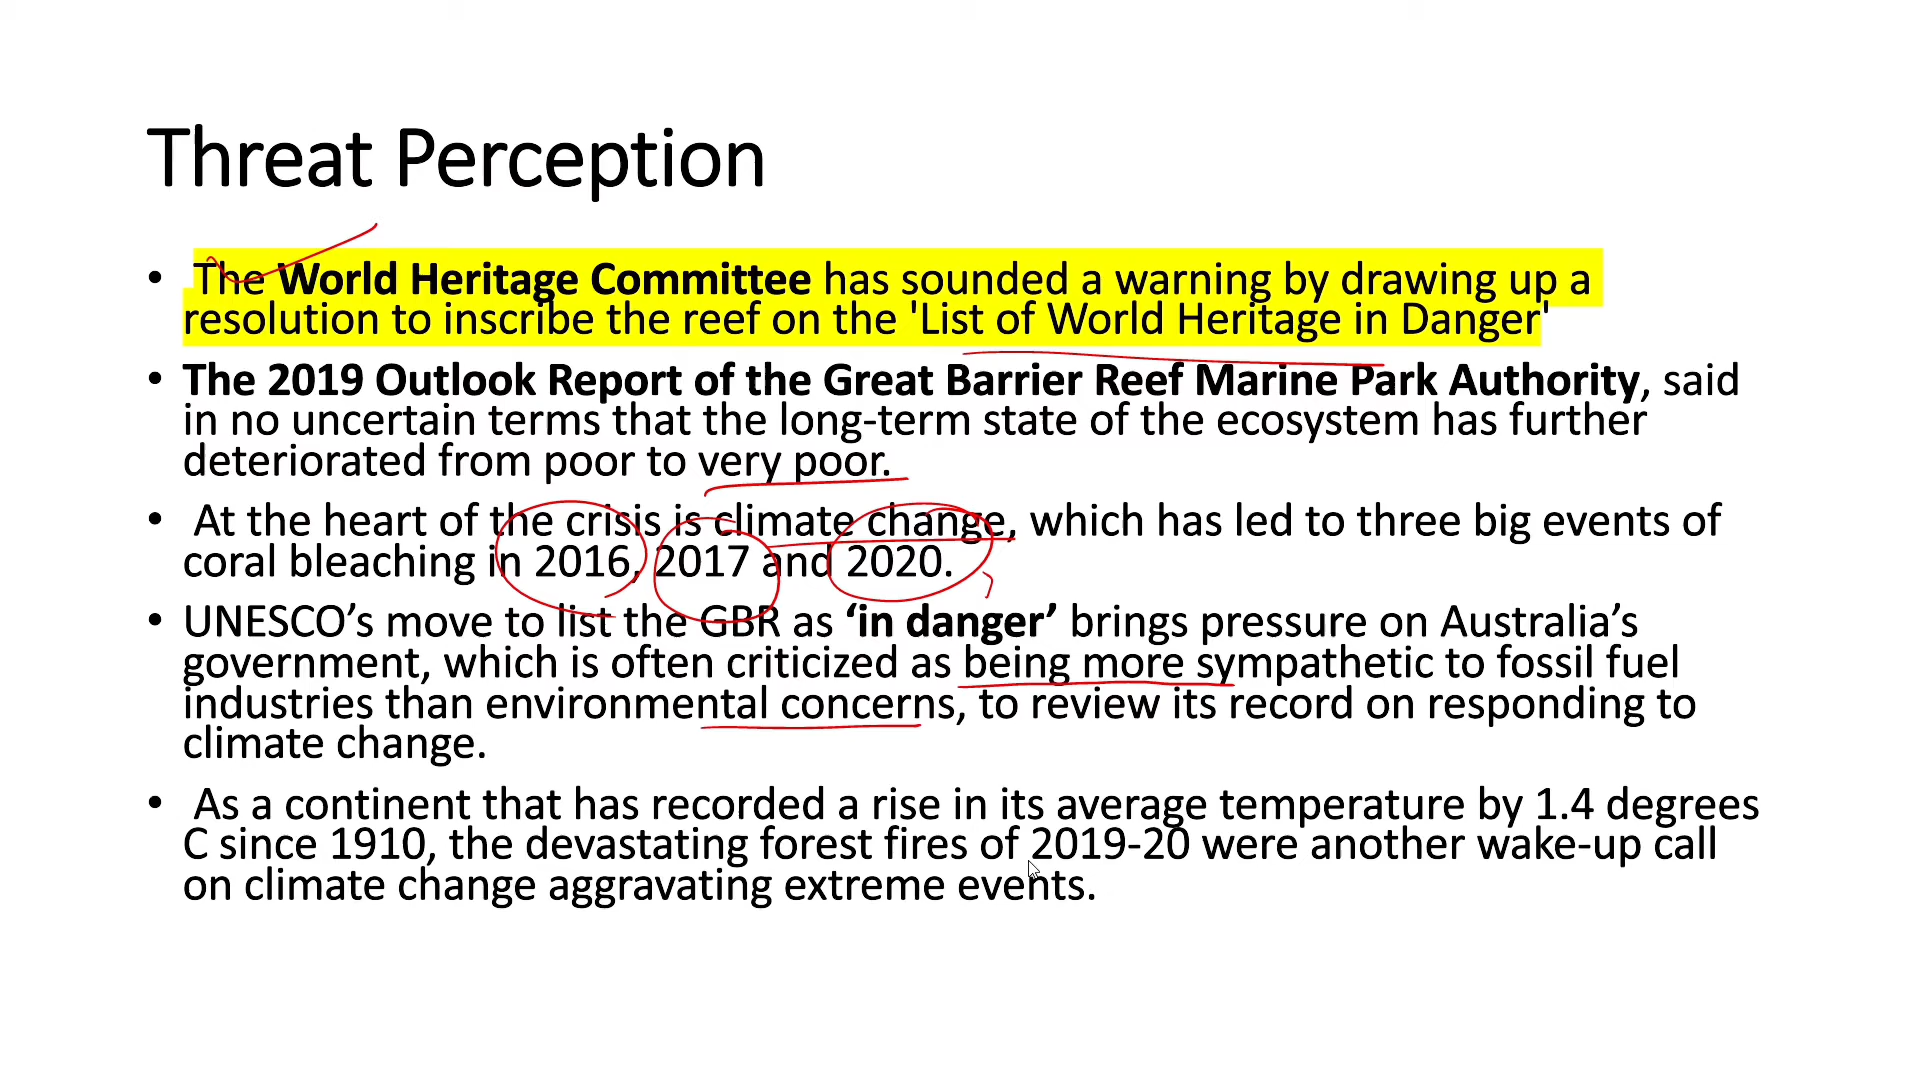 Threat Perception
• The World Heritage Committee has sounded a warning by drawing up a
resolution to inscribe the reef on the 'List of World Heritage in Danger'
• The 2019 Outlook Report of the Great Barrier Reef Marine Park Authority, said
in no uncertain terms that the long-term state of the ecosystem has further
deteriorated from poor to very poor.
• At the heart of the crisis is climate change, which has led to three big events of
coral bleaching in 2016, 2017 and 2020.
• UNESCO’s move to list the GBR as ‘in danger’ brings pressure on Australia’s
government, which is often criticized as being more sympathetic to fossil fuel
industries than environmental concerns, to review its record on responding to
climate change.
• As a continent that has recorded a rise in its average temperature by 1.4 degrees
C since 1910, the devastating forest fires of 2019-20 were another wake-up call
on climate change aggravating extreme events.